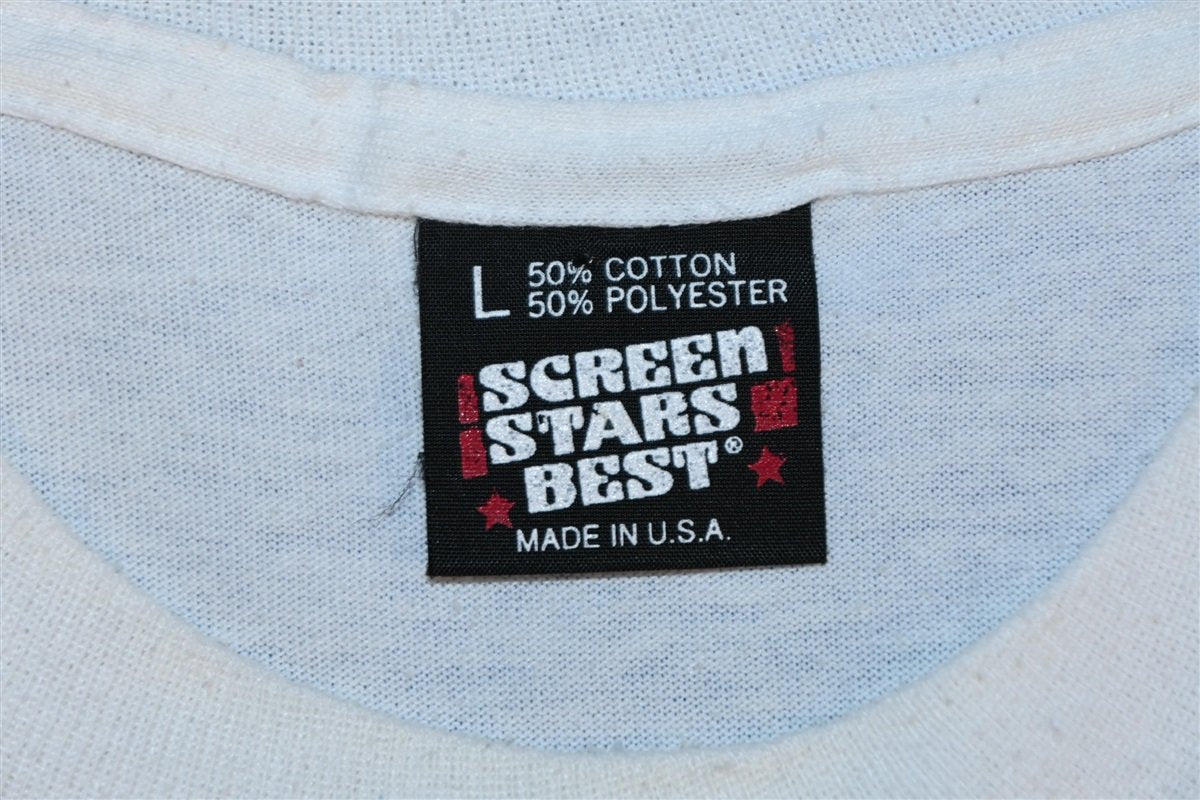 L 50% COTTON
50% POLYESTER
SCREEN
STARS
BEST®
MADE IN U.S.A.